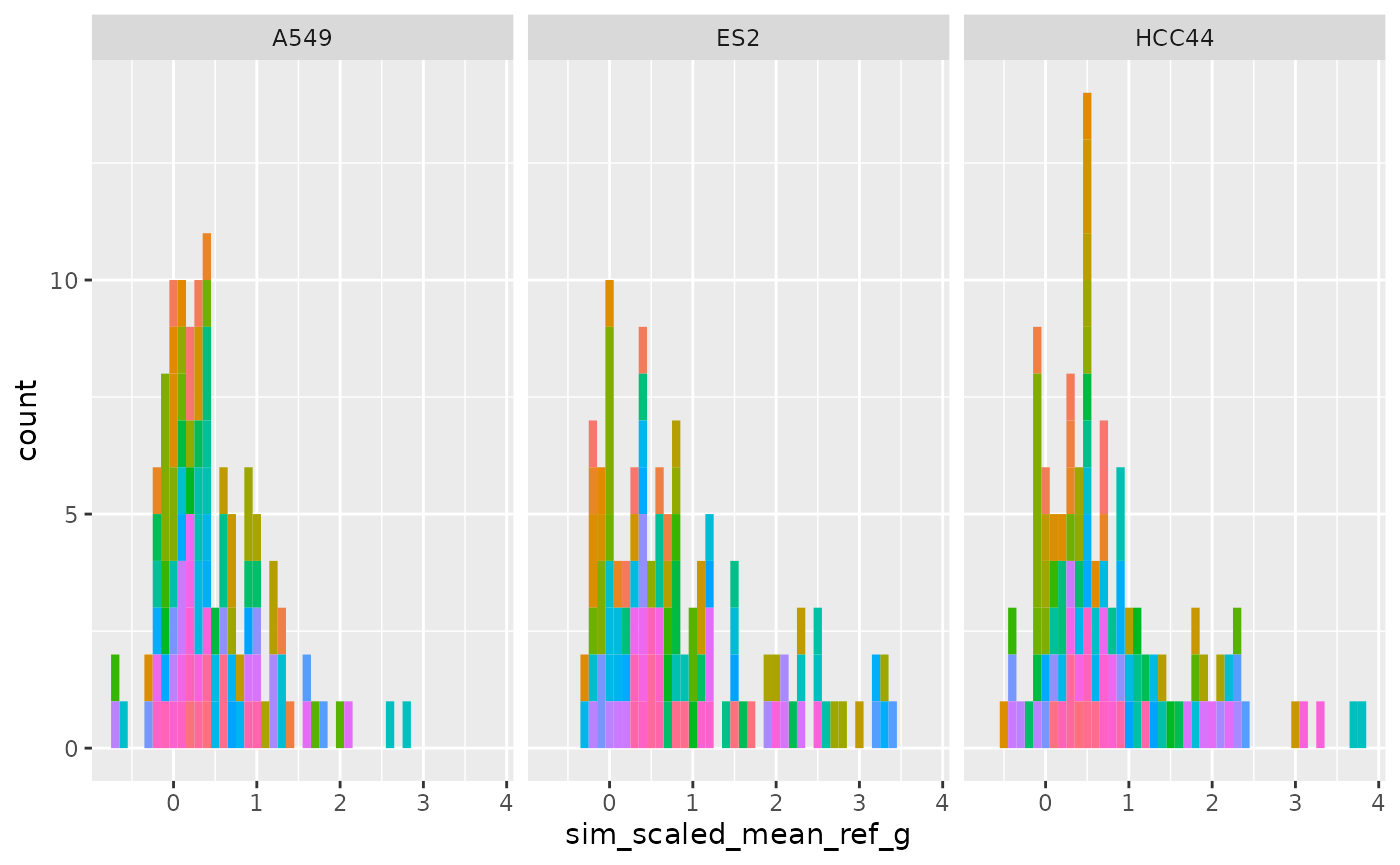 A549 ES2 HCC44
count
10
5
0
0 1 2 3 4 0 1 2 3 4 0 1 2 3 4
sim_scaled_mean_ref_g